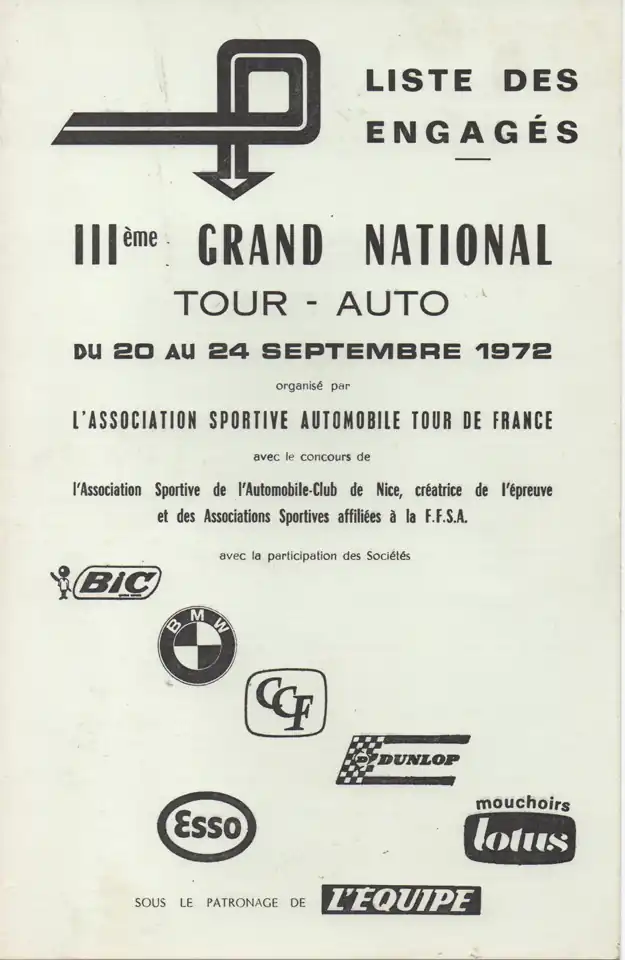 LISTE DES
ENGAGÉS
IIIème GRAND NATIONAL
TOUR - AUTO
DU 20 AU 24 SEPTEMBRE 1972
organisé par
L'ASSOCIATION SPORTIVE AUTOMOBILE TOUR DE FRANCE
avec le concours de
l'Association Sportive de l'Automobile-Club de Nice, créatrice de l'épreuve
et des Associations Sportives affiliées à la F.F.S.A.
avec la participation des Sociétés
BiC
BMW
CCF
D DUNLOP
mouchoirs
Esso
lotus
SOUS LE PATRONAGE DE L'EQUIPE